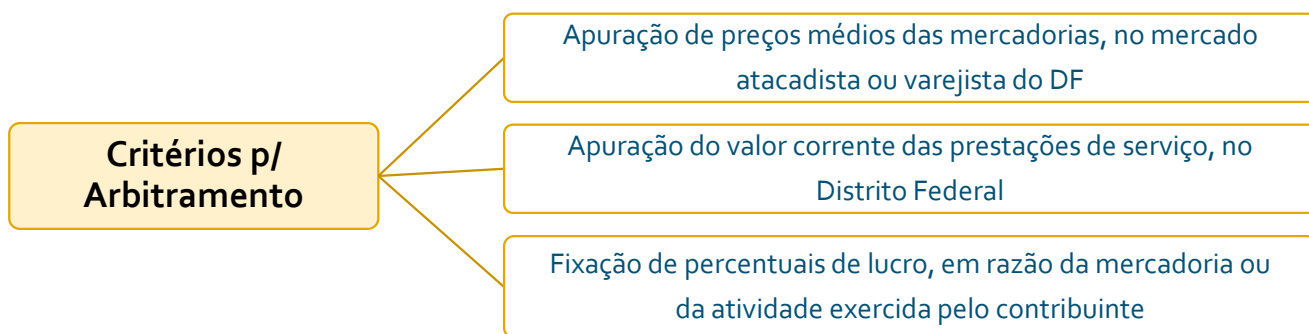 Critérios p/
Arbitramento
Apuração de preços médios das mercadorias, no mercado
atacadista ou varejista do DF
Apuração do valor corrente das prestações de serviço, no
Distrito Federal
Fixação de percentuais de lucro, em razão da mercadoria ou
da atividade exercida pelo contribuinte